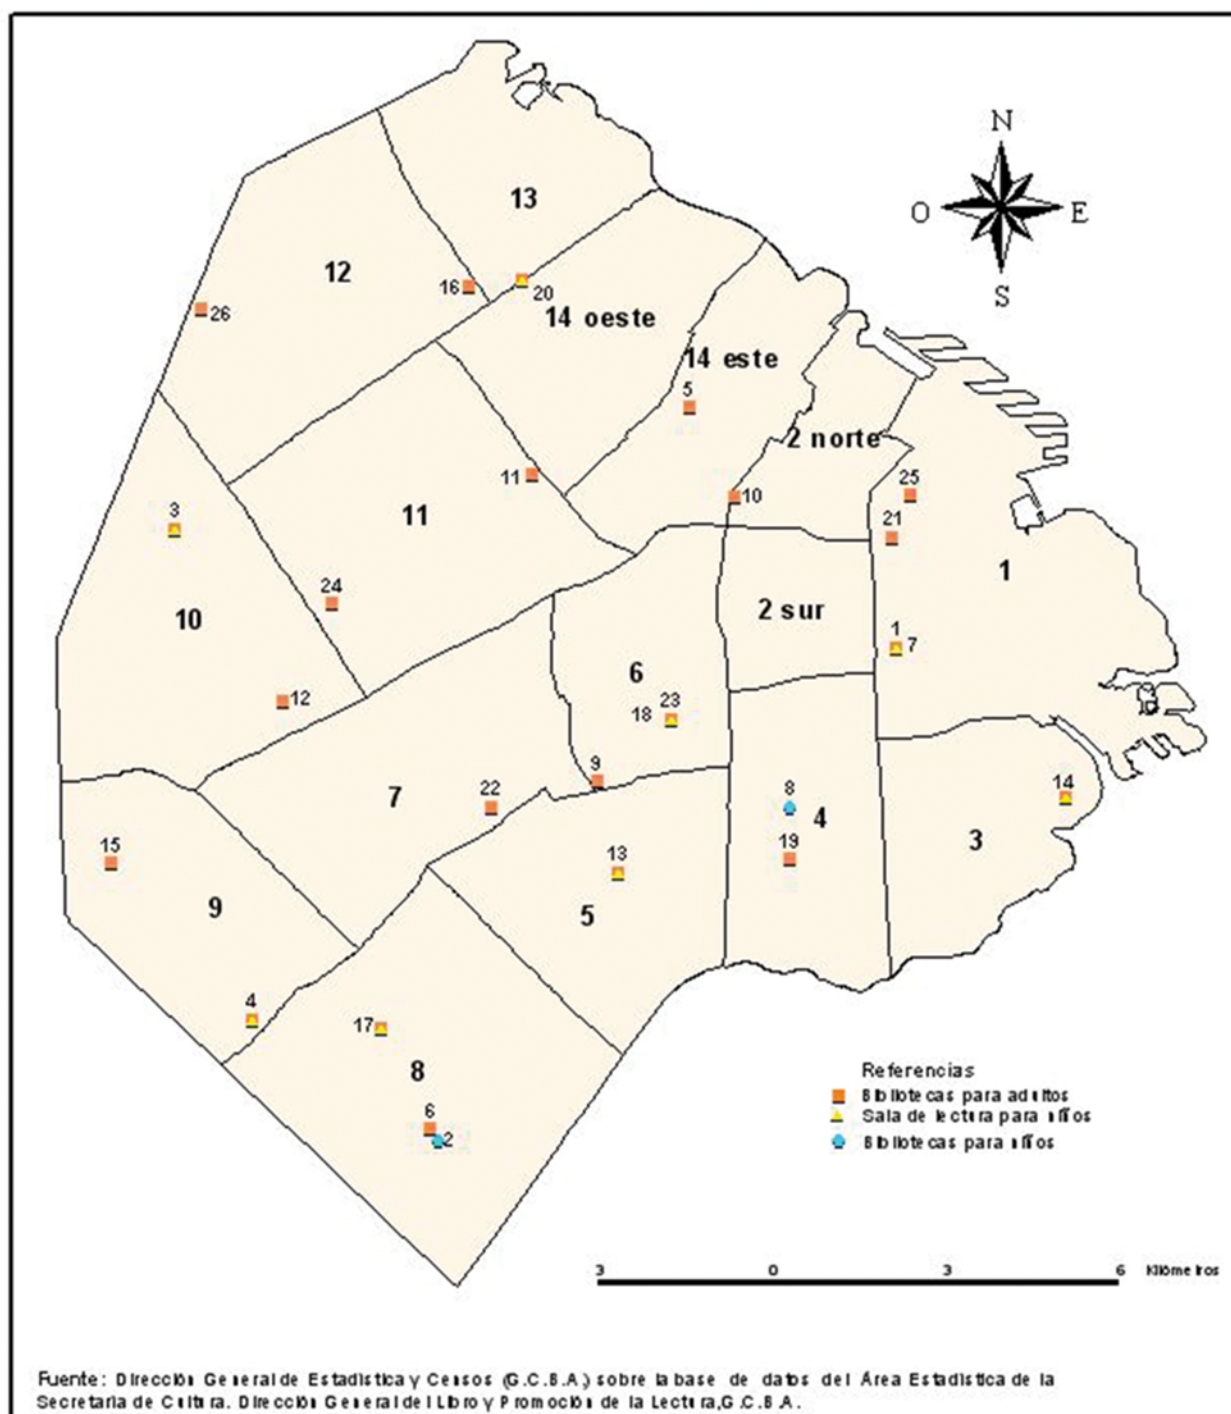 N
O E
S
13
12
16
20
26
14 oeste
14 este
5
2 norte
11
10
25
3
21
11
1
24
10
2 sur
1 7
6
12
23
18
9
8
14
7
22
4
15
19
3
13
9
5
4
17
8
6
2
Referencias
Bibliotecas para adultos
Sala de lectura para niños
Bibliotecas para niños
3 0 3 6 Kilómetros
Fuente: Dirección General de Estadística y Censos (G.C.B.A.) sobre la base de datos del Área Estadística de la
Secretaría de Cultura. Dirección General del Libro y Promoción de la Lectura,G.C.B.A.